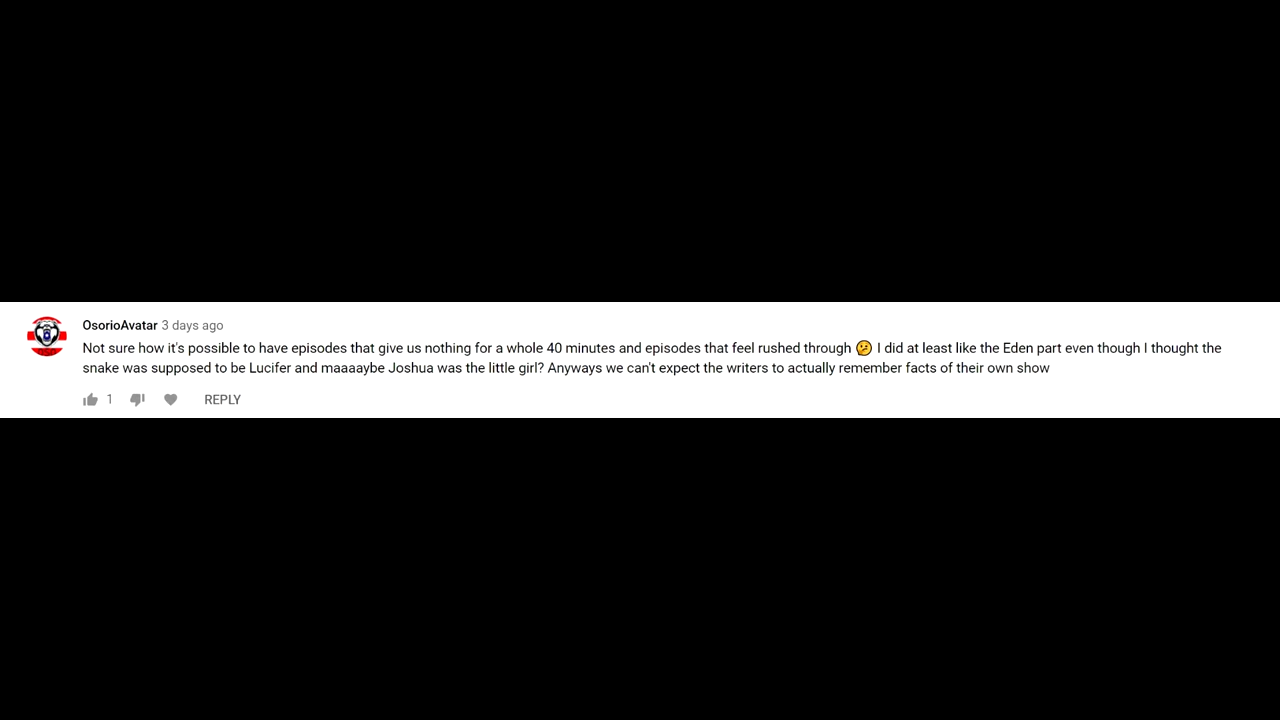 OsorioAvatar 3 days ago
Not sure how it's possible to have episodes that give us nothing for a whole 40 minutes and episodes that feel rushed through 😕 I did at least like the Eden part even though I thought the
snake was supposed to be Lucifer and maaaaybe Joshua was the little girl? Anyways we can't expect the writers to actually remember facts of their own show
1 REPLY